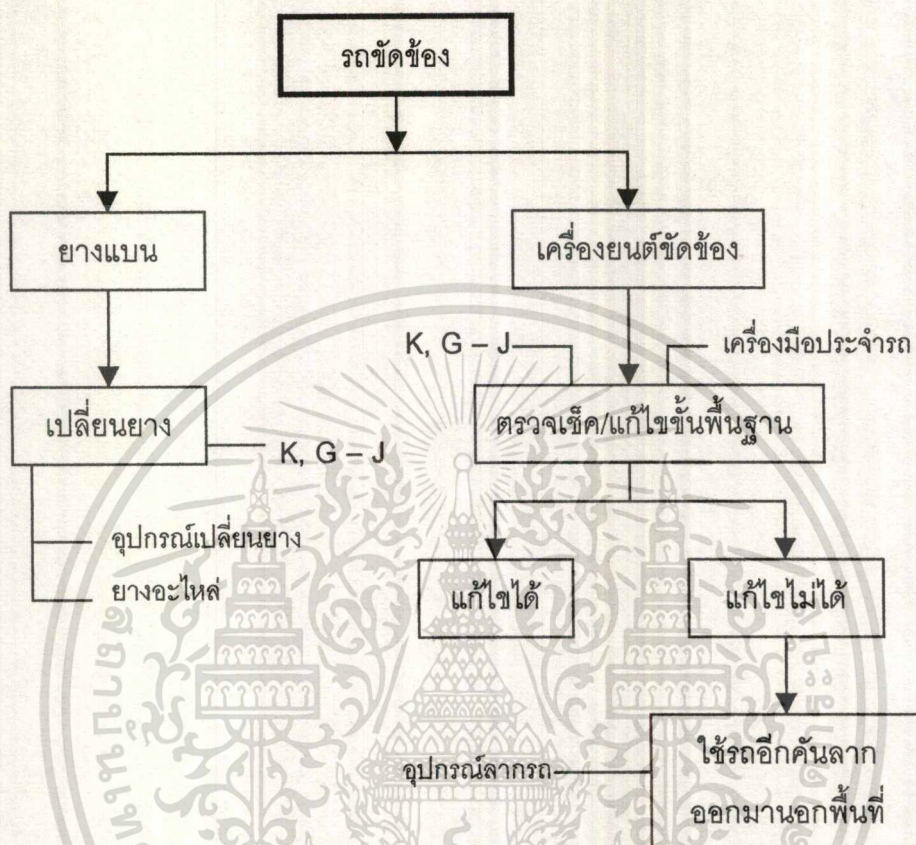 รถขัดข้อง
ยางแบน
เครื่องยนต์ขัดข้อง
K, G – J
เครื่องมือประจำรถ
เปลี่ยนยาง
ตรวจเช็ค/แก้ไขขั้นพื้นฐาน
K, G – J
อุปกรณ์เปลี่ยนยาง
ยางอะไหล่
แก้ไขได้
แก้ไขไม่ได้
อุปกรณ์ลากรถ
ใช้รถอีกคันลาก
ออกมานอกพื้นที่